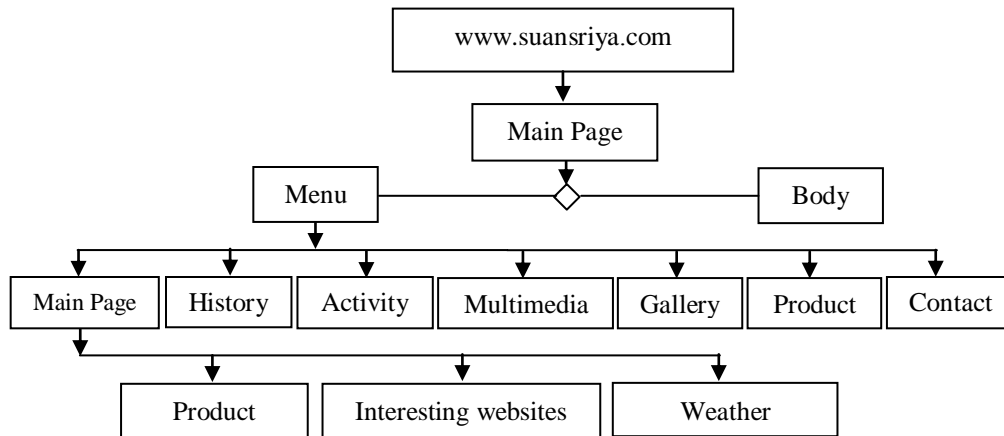 www.suansriya.com
Main Page
Menu
Body
Main Page
History
Activity
Multimedia
Gallery
Product
Contact
Product
Interesting websites
Weather